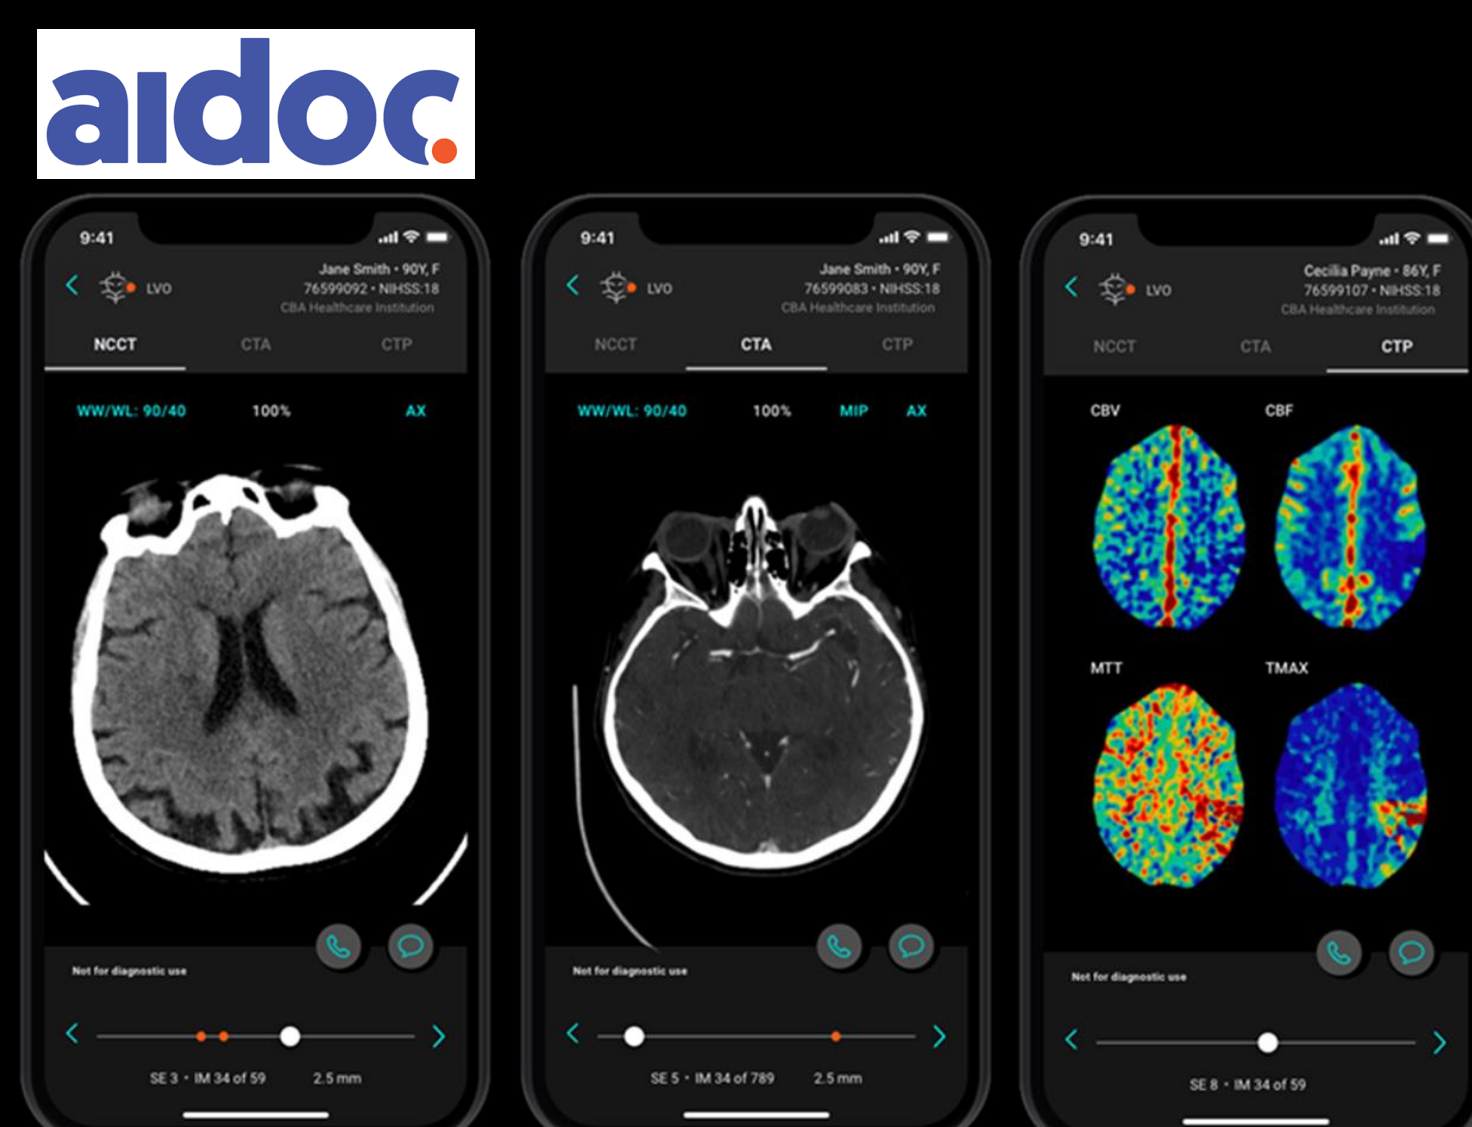 aidoc.
9:41
Jane Smith • 90Y, F
LVO
76599092 • NIHSS:18
CBA Healthcare Institution
NCCT CTA CTP
WW/WL: 90/40 100% AX
Not for diagnostic use
SE 3 • IM 34 of 59 2.5 mm
9:41
Jane Smith • 90Y, F
LVO
76599083 • NIHSS:18
CBA Healthcare Institution
NCCT CTA CTP
WW/WL: 90/40 100% MIP AX
Not for diagnostic use
SE 5 • IM 34 of 789 2.5 mm
9:41
Cecilia Payne • 86Y, F
LVO
76599107 • NIHSS:18
CBA Healthcare Institution
NCCT CTA CTP
CBV CBF
MTT TMAX
Not for diagnostic use
SE 8 • IM 34 of 59